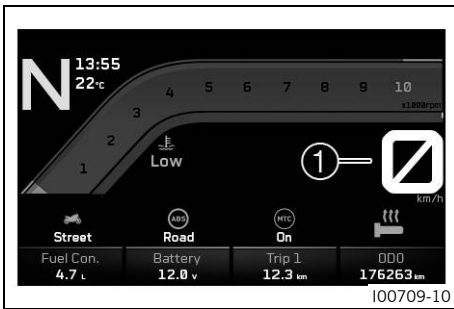 N 13:55
22°C
1 2 3 4 5 6 7 8 9 10
x1000rpm
Low
1
0
km/h
ABS MTC
Street Road On
Fuel Con. Battery Trip 1 ODO
4.7 L 12.0 v 12.3 km 176263 km
I00709-10